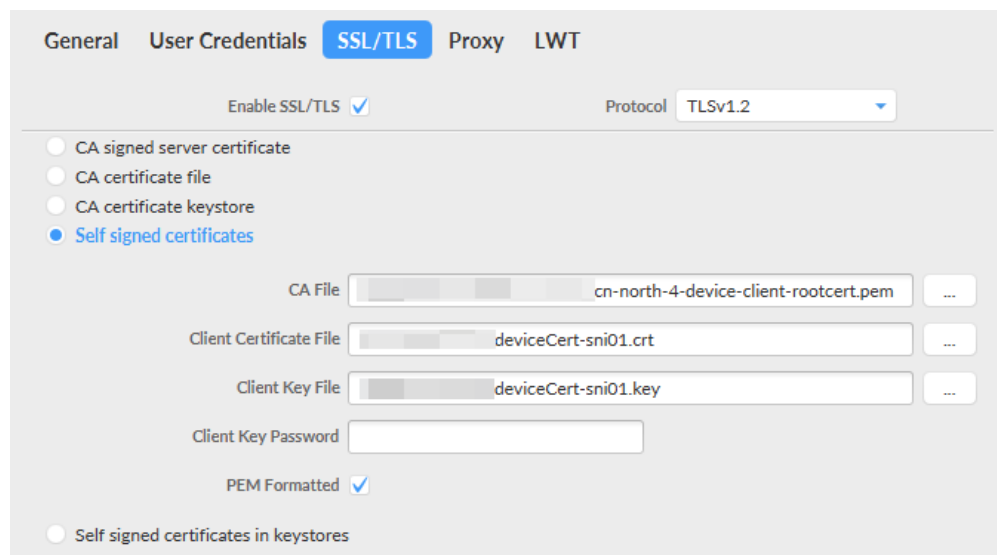 General User Credentials SSL/TLS Proxy LWT
Enable SSL/TLS Protocol TLSv1.2
CA signed server certificate
CA certificate file
CA certificate keystore
Self signed certificates
CA File cn-north-4-device-client-rootcert.pem ...
Client Certificate File deviceCert-sni01.crt ...
Client Key File deviceCert-sni01.key ...
Client Key Password
PEM Formatted
Self signed certificates in keystores